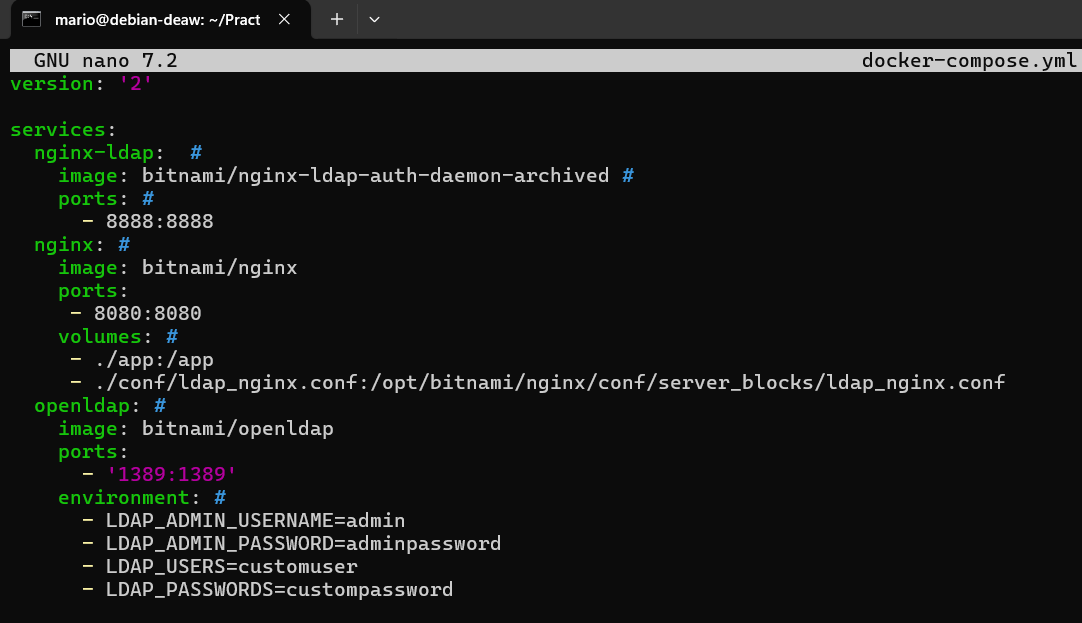 mario@debian-deaw: ~/Pract
GNU nano 7.2 docker-compose.yml
version: '2'

services:
  nginx-ldap:  #
    image: bitnami/nginx-ldap-auth-daemon-archived #
    ports: #
      - 8888:8888
  nginx: #
    image: bitnami/nginx
    ports:
     - 8080:8080
    volumes: #
     - ./app:/app
     - ./conf/ldap_nginx.conf:/opt/bitnami/nginx/conf/server_blocks/ldap_nginx.conf
  openldap: #
    image: bitnami/openldap
    ports:
      - '1389:1389'
    environment: #
      - LDAP_ADMIN_USERNAME=admin
      - LDAP_ADMIN_PASSWORD=adminpassword
      - LDAP_USERS=customuser
      - LDAP_PASSWORDS=custompassword